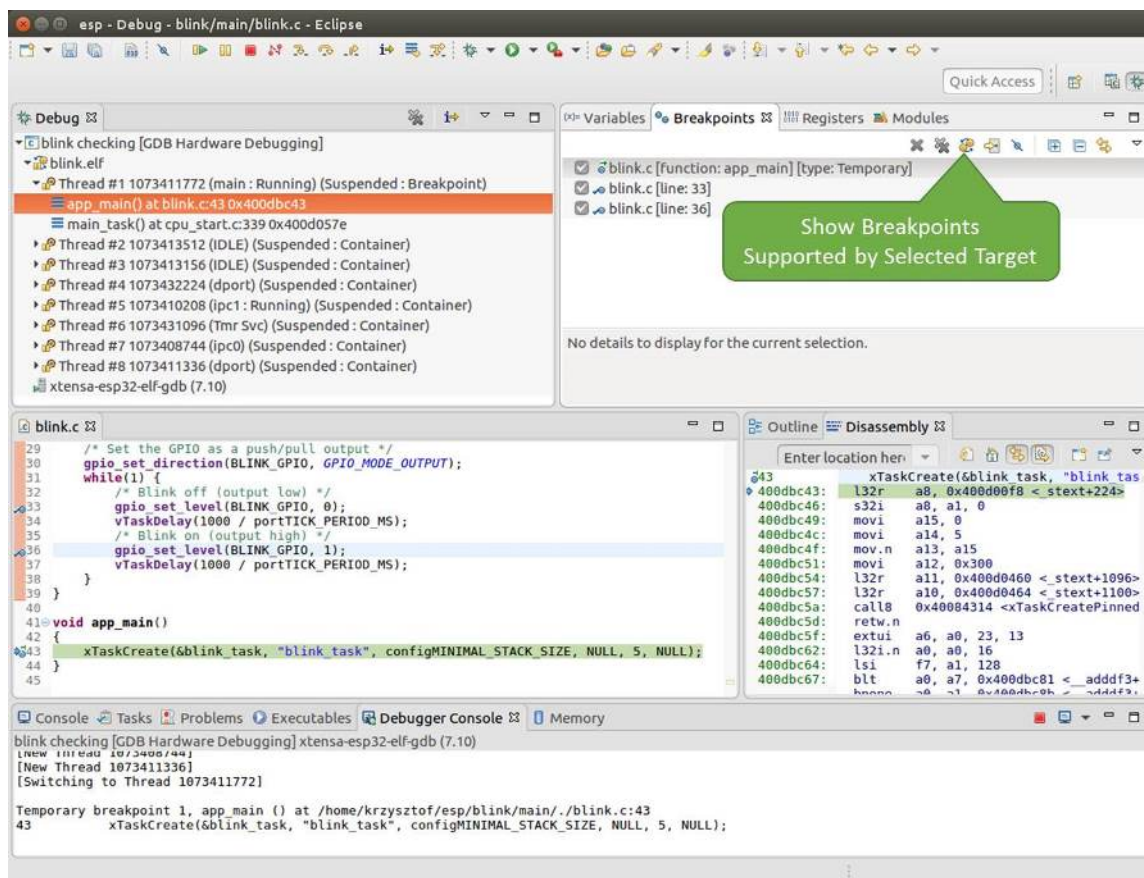 esp - Debug - blink/main/blink.c - Eclipse
Quick Access
Debug
blink checking [GDB Hardware Debugging]
blink.elf
Thread #1 1073411772 (main : Running) (Suspended : Breakpoint)
app_main() at blink.c:43 0x400dbc43
main_task() at cpu_start.c:339 0x400d057e
Thread #2 1073413512 (IDLE) (Suspended : Container)
Thread #3 1073413156 (IDLE) (Suspended : Container)
Thread #4 1073432224 (dport) (Suspended : Container)
Thread #5 1073410208 (ipc1 : Running) (Suspended : Container)
Thread #6 1073431096 (Tmr Svc) (Suspended : Container)
Thread #7 1073408744 (ipc0) (Suspended : Container)
Thread #8 1073411336 (dport) (Suspended : Container)
xtensa-esp32-elf-gdb (7.10)
(x)= Variables Breakpoints Registers Modules
blink.c [function: app_main] [type: Temporary]
blink.c [line: 33]
blink.c [line: 36]
Show Breakpoints
Supported by Selected Target
No details to display for the current selection.
blink.c
29 /* Set the GPIO as a push/pull output */
30 gpio_set_direction(BLINK_GPIO, GPIO_MODE_OUTPUT);
31 while(1) {
32 /* Blink off (output low) */
33 gpio_set_level(BLINK_GPIO, 0);
34 vTaskDelay(1000 / portTICK_PERIOD_MS);
35 /* Blink on (output high) */
36 gpio_set_level(BLINK_GPIO, 1);
37 vTaskDelay(1000 / portTICK_PERIOD_MS);
38 }
39 }
40
41 void app_main()
42 {
43 xTaskCreate(&blink_task, "blink_task", configMINIMAL_STACK_SIZE, NULL, 5, NULL);
44 }
45
Outline Disassembly
Enter location her
43 xTaskCreate(&blink_task, "blink_tas
400dbc43: l32r a8, 0x400d00f8 <_stext+224>
400dbc46: s32i a8, a1, 0
400dbc49: movi a15, 0
400dbc4c: movi a14, 5
400dbc4f: mov.n a13, a15
400dbc51: movi a12, 0x300
400dbc54: l32r a11, 0x400d0460 <_stext+1096>
400dbc57: l32r a10, 0x400d0464 <_stext+1100>
400dbc5a: call8 0x40084314 <xTaskCreatePinned
400dbc5d: retw.n
400dbc5f: extui a6, a0, 23, 13
400dbc62: l32i.n a0, a0, 16
400dbc64: lsi f7, a1, 128
400dbc67: blt a0, a7, 0x400dbc81 <__adddf3+
Console Tasks Problems Executables Debugger Console Memory
blink checking [GDB Hardware Debugging] xtensa-esp32-elf-gdb (7.10)
[New Thread 1073408744]
[New Thread 1073411336]
[Switching to Thread 1073411772]
Temporary breakpoint 1, app_main () at /home/krzysztof/esp/blink/main/./blink.c:43
43 xTaskCreate(&blink_task, "blink_task", configMINIMAL_STACK_SIZE, NULL, 5, NULL);